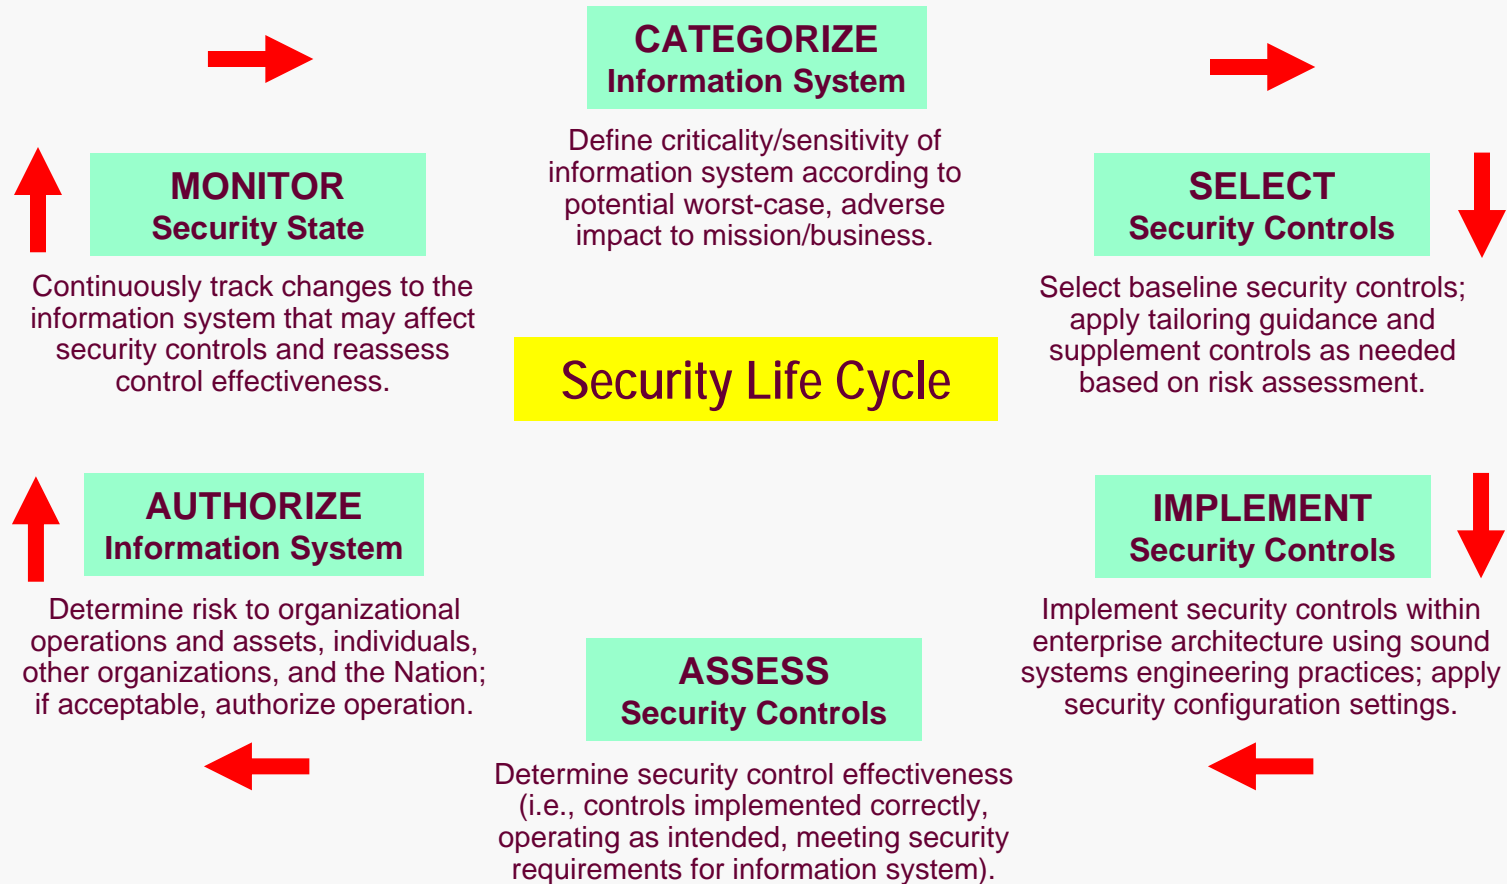 CATEGORIZE
Information System
Define criticality/sensitivity of
information system according to
potential worst-case, adverse
impact to mission/business.
MONITOR
Security State
Continuously track changes to the
information system that may affect
security controls and reassess
control effectiveness.
SELECT
Security Controls
Select baseline security controls;
apply tailoring guidance and
supplement controls as needed
based on risk assessment.
Security Life Cycle
AUTHORIZE
Information System
Determine risk to organizational
operations and assets, individuals,
other organizations, and the Nation;
if acceptable, authorize operation.
IMPLEMENT
Security Controls
Implement security controls within
enterprise architecture using sound
systems engineering practices; apply
security configuration settings.
ASSESS
Security Controls
Determine security control effectiveness
(i.e., controls implemented correctly,
operating as intended, meeting security
requirements for information system).